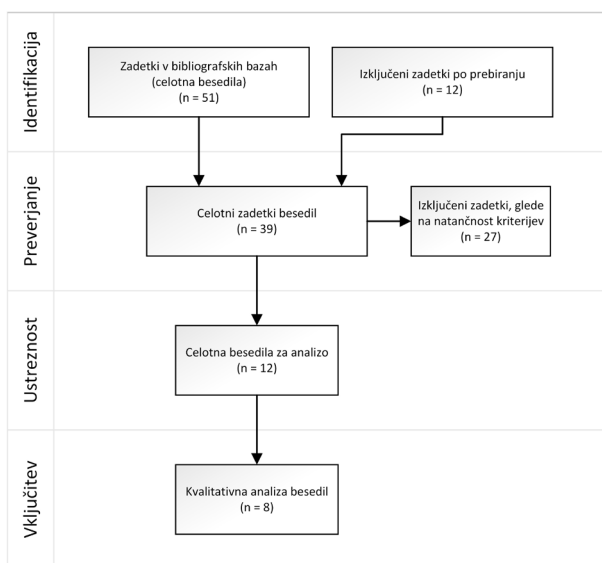 Identifikacija
Zadetki v bibliografskih bazah
(celotna besedila)
(n = 51)
Izključeni zadetki po prebiranju
(n = 12)
Preverjanje
Celotni zadetki besedil
(n = 39)
Izključeni zadetki, glede
na natančnost kriterijev
(n = 27)
Ustreznost
Celotna besedila za analizo
(n = 12)
Vključitev
Kvalitativna analiza besedil
(n = 8)